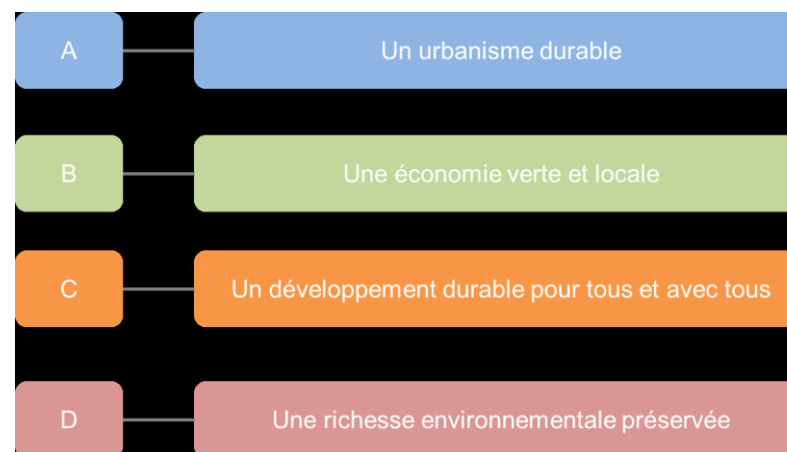 A Un urbanisme durable
B Une économie verte et locale
C Un développement durable pour tous et avec tous
D Une richesse environnementale préservée